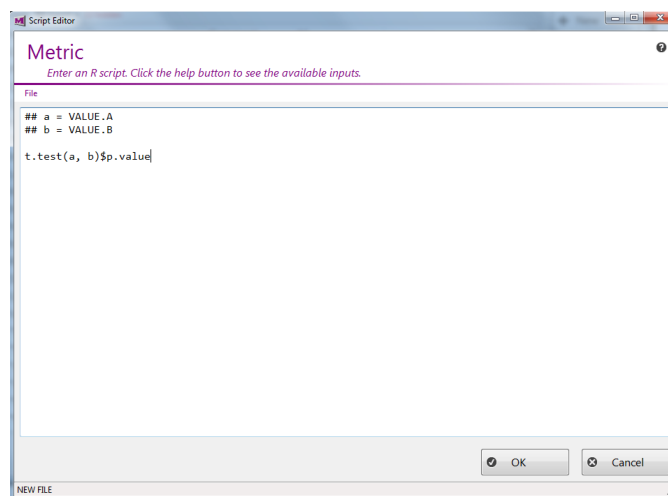 Script Editor
Metric
Enter an R script. Click the help button to see the available inputs.
File
## a = VALUE.A
## b = VALUE.B
t.test(a, b)$p.value
OK
Cancel
NEW FILE